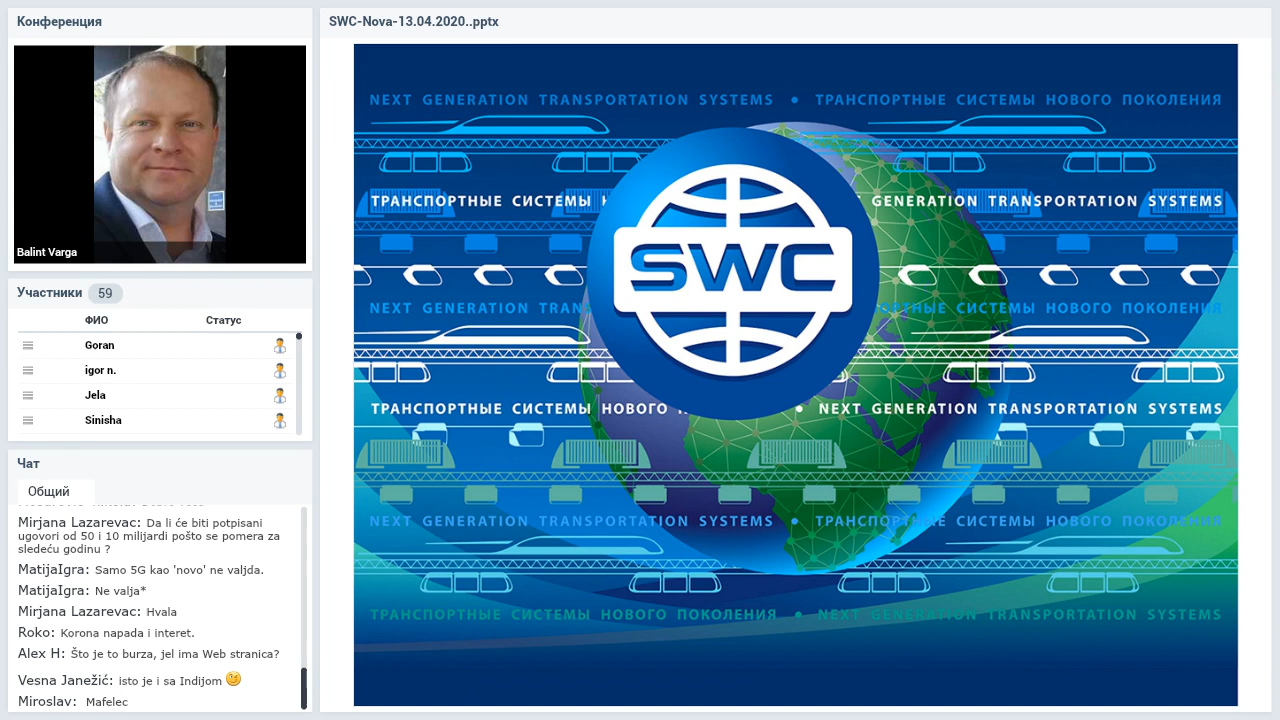 Конференция
Balint Varga
Участники 59
ФИО Статус
Goran
igor n.
Jela
Sinisha
Чат
Общий
Mirjana Lazarevac: Da li će biti potpisani
ugovori od 50 i 10 milijardi pošto se pomera za
sledeću godinu ?
MatijaIgra: Samo 5G kao 'novo' ne valjda.
MatijaIgra: Ne valja*
Mirjana Lazarevac: Hvala
Roko: Korona napada i interet.
Alex H: Što je to burza, jel ima Web stranica?
Vesna Janežić: isto je i sa Indijom
Miroslav: Mafelec
SWC-Nova-13.04.2020..pptx
NEXT GENERATION TRANSPORTATION SYSTEMS • ТРАНСПОРТНЫЕ СИСТЕМЫ НОВОГО ПОКОЛЕНИЯ
ТРАНСПОРТНЫЕ СИСТЕМЫ GENERATION TRANSPORTATION SYSTEMS
SWC
NEXT GENERATION СИСТЕМЫ НОВОГО ПОКОЛЕНИЯ
ТРАНСПОРТНЫЕ СИСТЕМЫ НОВОГО • NEXT GENERATION TRANSPORTATION SYSTEMS
NEXT GENERATION TRANSPORTATION SYSTEMS • ТРАНСПОРТНЫЕ СИСТЕМЫ НОВОГО ПОКОЛЕНИЯ
ТРАНСПОРТНЫЕ СИСТЕМЫ НОВОГО ПОКОЛЕНИЯ • NEXT GENERATION TRANSPORTATION SYSTEMS